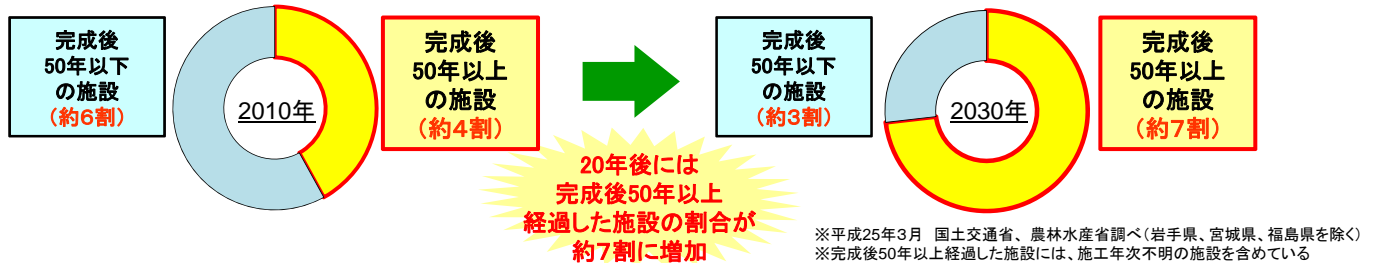 完成後
50年以下
の施設
（約6割）
2010年
完成後
50年以上
の施設
（約4割）
20年後には
完成後50年以上
経過した施設の割合が
約7割に増加
完成後
50年以下
の施設
（約3割）
2030年
完成後
50年以上
の施設
（約7割）
※平成25年3月　国土交通省、農林水産省調べ（岩手県、宮城県、福島県を除く）
※完成後50年以上経過した施設には、施工年次不明の施設を含めている